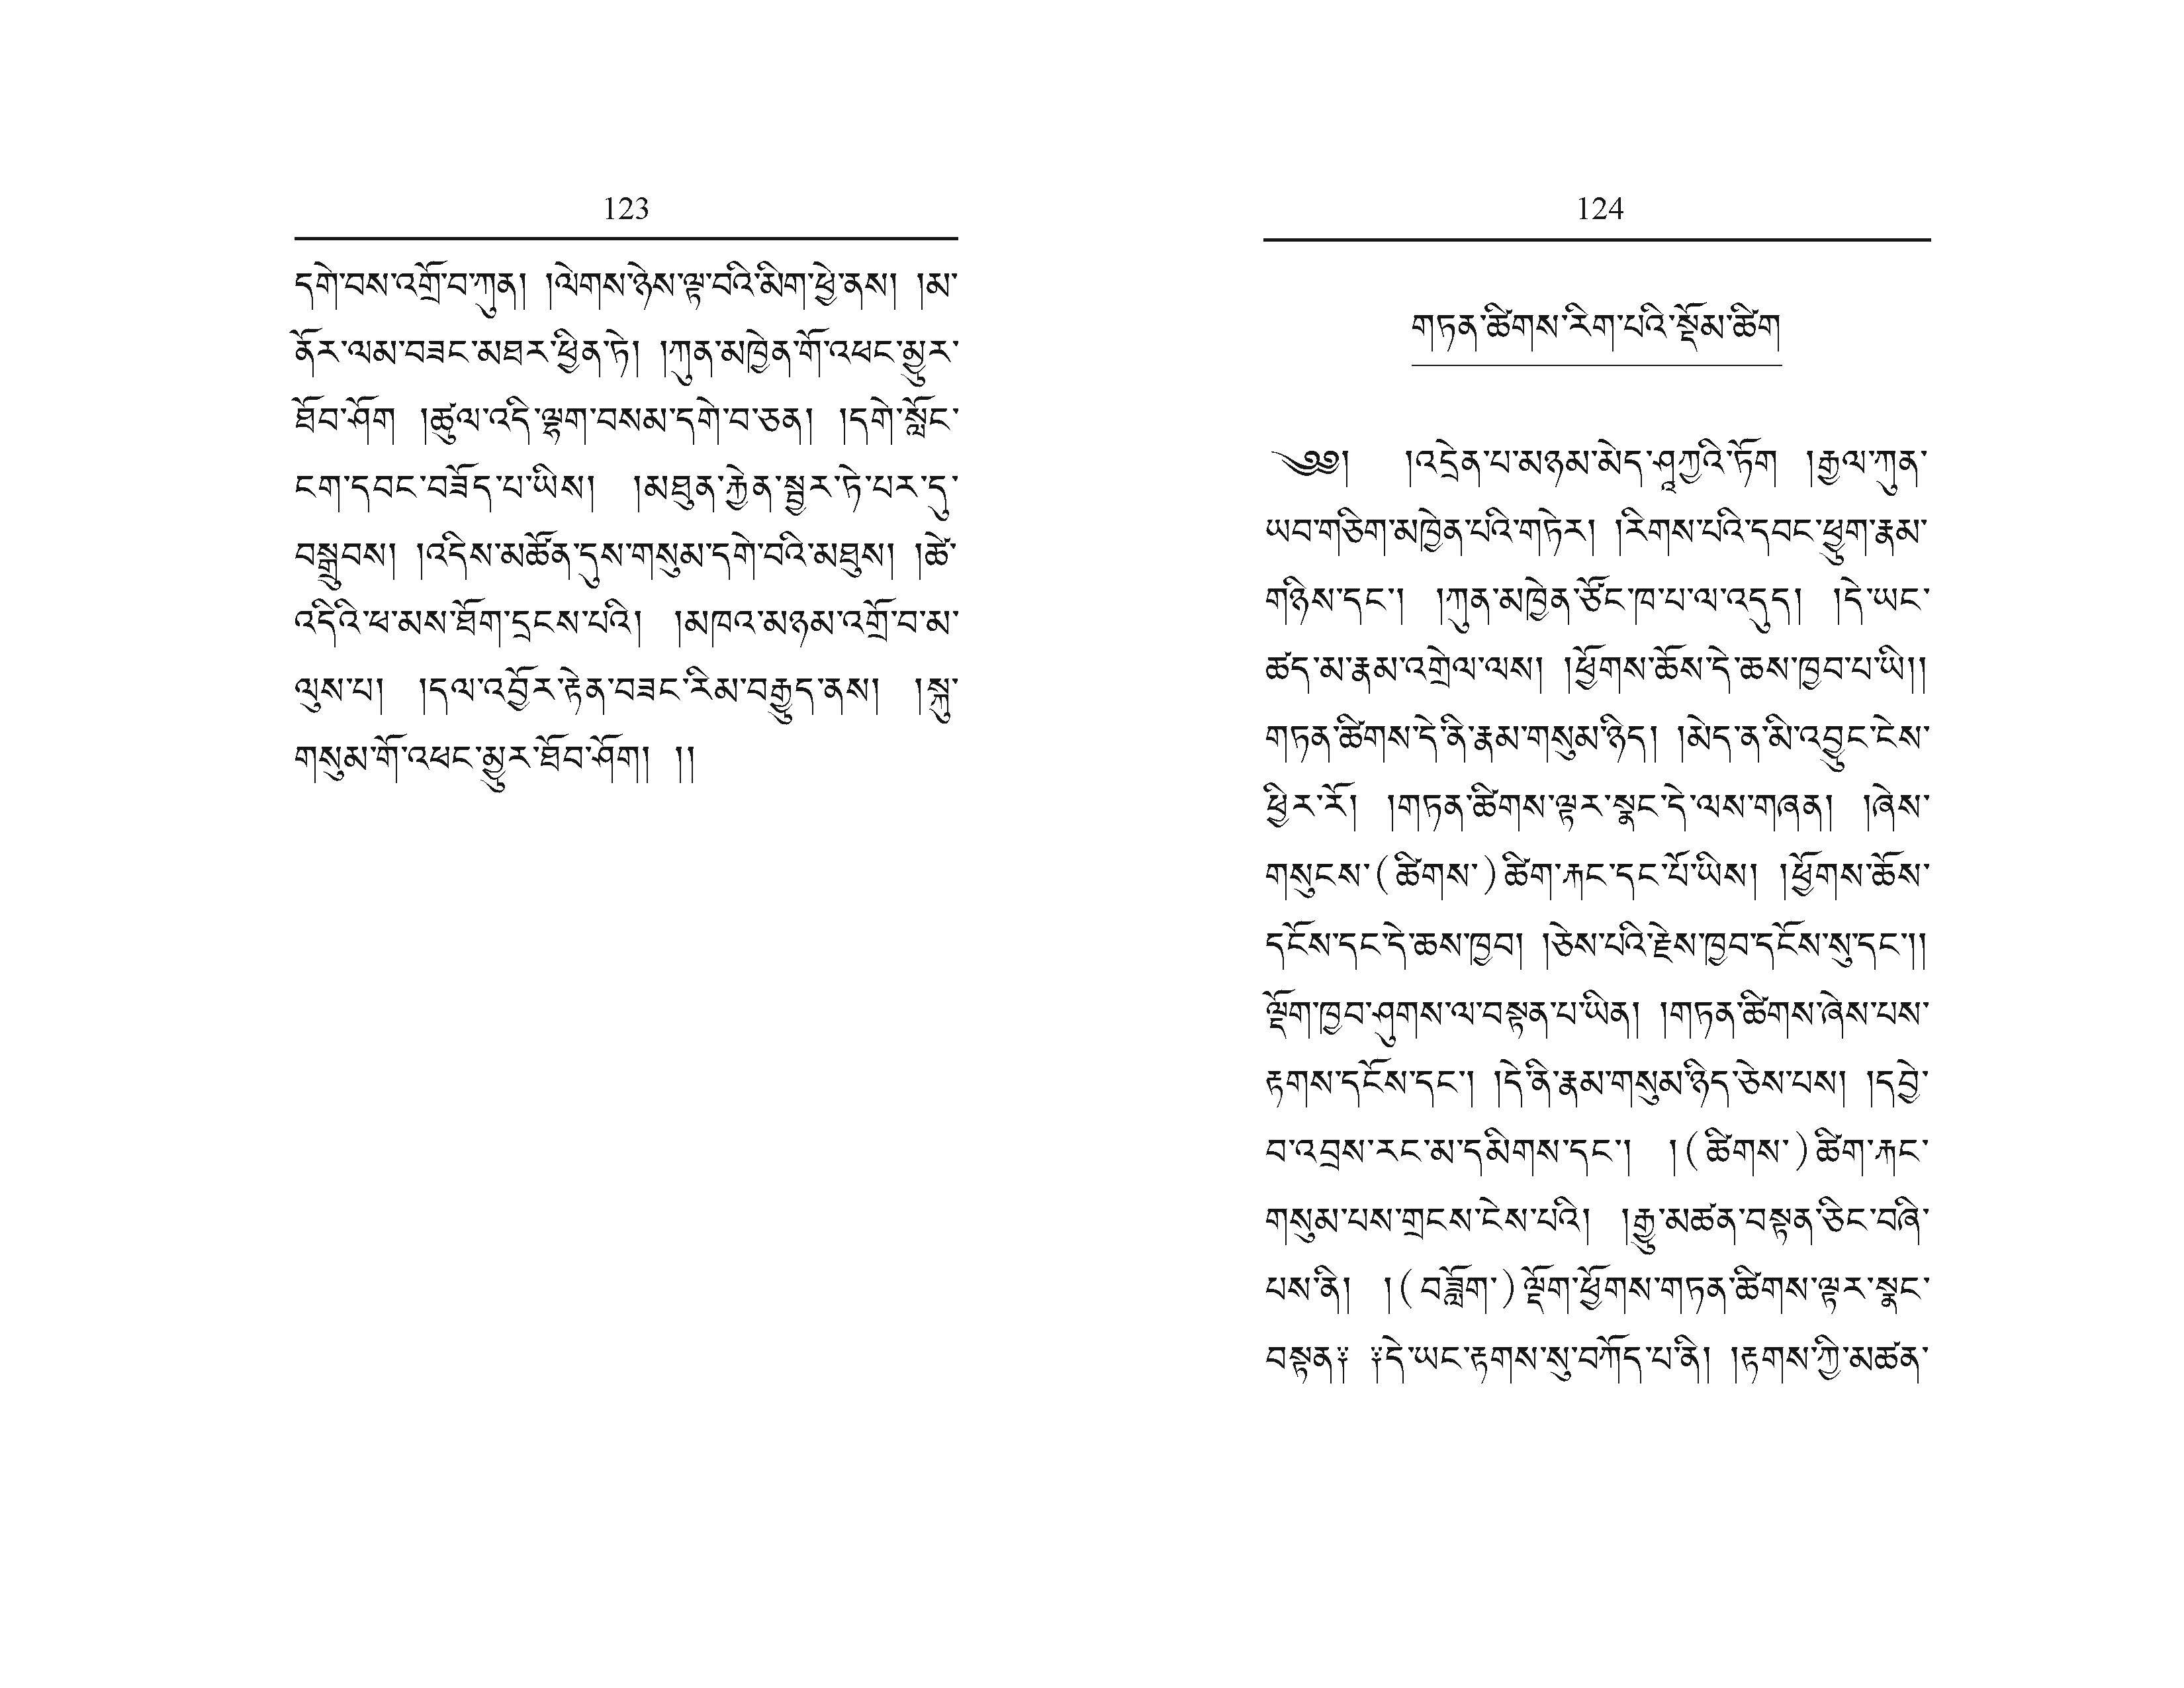 123
དགེ་བས་འགྲོ་བ་ཀུན། །ལེགས་ཉེས་ལྟ་བའི་མིག་ཕྱེ་ནས། །མ་
ནོར་ལམ་བཟང་མཐར་ཕྱིན་ཏེ། །ཀུན་མཁྱེན་གོ་འཕང་མྱུར་
ཐོབ་ཤོག །ཚུལ་འདི་ལྷག་བསམ་དགེ་བ་ཅན། །དགེ་སློང་
ངག་དབང་བཟོད་པ་ཡིས། །མཐུན་རྐྱེན་སྦྱར་ཏེ་པར་དུ་
བསྒྲུབས། །འདིས་མཚོན་དུས་གསུམ་དགེ་བའི་མཐུས། །ཚེ་
འདིའི་ཕ་མས་ཐོག་དྲངས་པའི། །མཁའ་མཉམ་འགྲོ་བ་མ་
ལུས་པ། །དལ་འབྱོར་རྟེན་བཟང་རིམ་བརྒྱུད་ནས། །སྐུ་
གསུམ་གོ་འཕང་མྱུར་ཐོབ་ཤོག། །།
124
གཏན་ཚིགས་རིག་པའི་སྡོམ་ཚིག
༄༅། །འདྲེན་པ་མཉམ་མེད་ཤཱཀྱའི་ཏོག །རྒྱལ་ཀུན་
ཡབ་གཅིག་མཁྱེན་པའི་གཏེར། །རིགས་པའི་དབང་ཕྱུག་རྣམ་
གཉིས་དང་། །ཀུན་མཁྱེན་ཙོང་ཁ་པ་ལ་འདུད། །དེ་ཡང་
ཚད་མ་རྣམ་འགྲེལ་ལས། །ཕྱོགས་ཆོས་དེ་ཆས་ཁྱབ་པ་ཡི།།
གཏན་ཚིགས་དེ་ནི་རྣམ་གསུམ་ཉིད། །མེད་ན་མི་འབྱུང་ངེས་
ཕྱིར་རོ། །གཏན་ཚིགས་ལྟར་སྣང་དེ་ལས་གཞན། །ཞེས་
གསུངས་(ཚིགས་)ཚིག་རྐང་དང་པོ་ཡིས། །ཕྱོགས་ཆོས་
དངོས་དང་དེ་ཆས་ཁྱབ། །ཅེས་པའི་རྗེས་ཁྱབ་དངོས་སུ་དང་།།
ལྡོག་ཁྱབ་ཤུགས་ལ་བསྟན་པ་ཡིན། །གཏན་ཚིགས་ཞེས་པས་
རྟགས་དངོས་དང་། །དེ་ནི་རྣམ་གསུམ་ཉིད་ཅེས་པས། །དབྱེ་
བ་འབྲས་རང་མ་དམིགས་དང་། །(ཚིགས་)ཚིག་རྐང་
གསུམ་པས་གྲངས་ངེས་པའི། །རྒྱུ་མཚན་བསྟན་ཅིང་བཞི་
པས་ནི། །(བཟློག་)ལྡོག་ཕྱོགས་གཏན་ཚིགས་ལྟར་སྣང་
བསྟན༑ ༑དེ་ཡང་རྟགས་སུ་བཀོད་པ་ནི། །རྟགས་ཀྱི་མཚན་